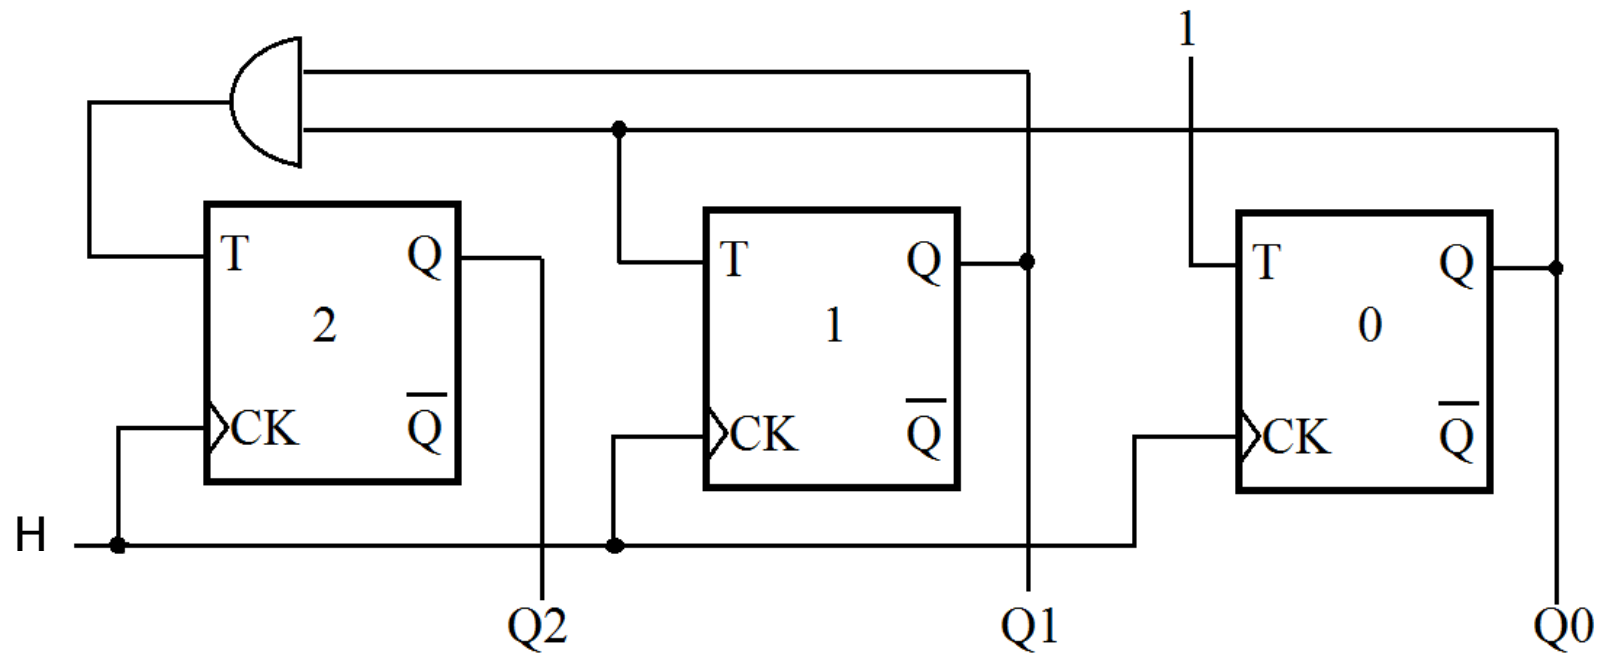 1
T Q T Q T Q
2 1 0
CK Q̅ CK Q̅ CK Q̅
H
Q2 Q1 Q0